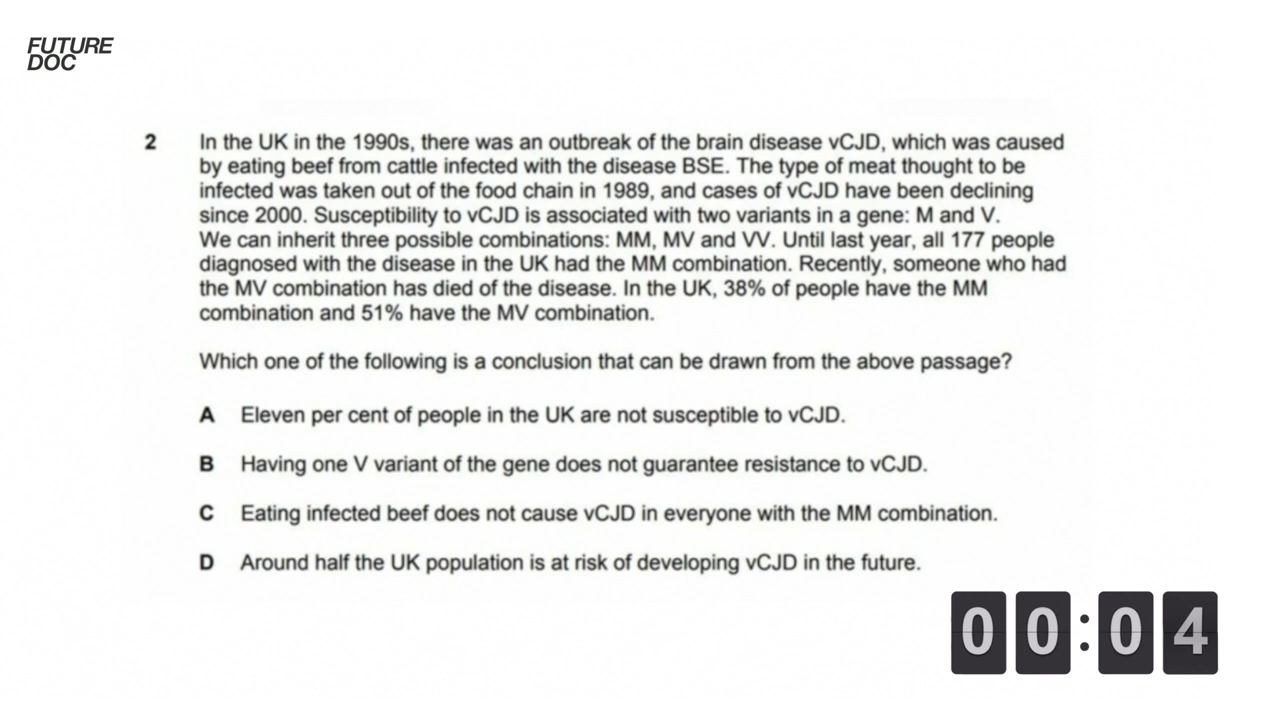 FUTURE
DOC
2 In the UK in the 1990s, there was an outbreak of the brain disease vCJD, which was caused
by eating beef from cattle infected with the disease BSE. The type of meat thought to be
infected was taken out of the food chain in 1989, and cases of vCJD have been declining
since 2000. Susceptibility to vCJD is associated with two variants in a gene: M and V.
We can inherit three possible combinations: MM, MV and VV. Until last year, all 177 people
diagnosed with the disease in the UK had the MM combination. Recently, someone who had
the MV combination has died of the disease. In the UK, 38% of people have the MM
combination and 51% have the MV combination.
Which one of the following is a conclusion that can be drawn from the above passage?
A Eleven per cent of people in the UK are not susceptible to vCJD.
B Having one V variant of the gene does not guarantee resistance to vCJD.
C Eating infected beef does not cause vCJD in everyone with the MM combination.
D Around half the UK population is at risk of developing vCJD in the future.
00:04